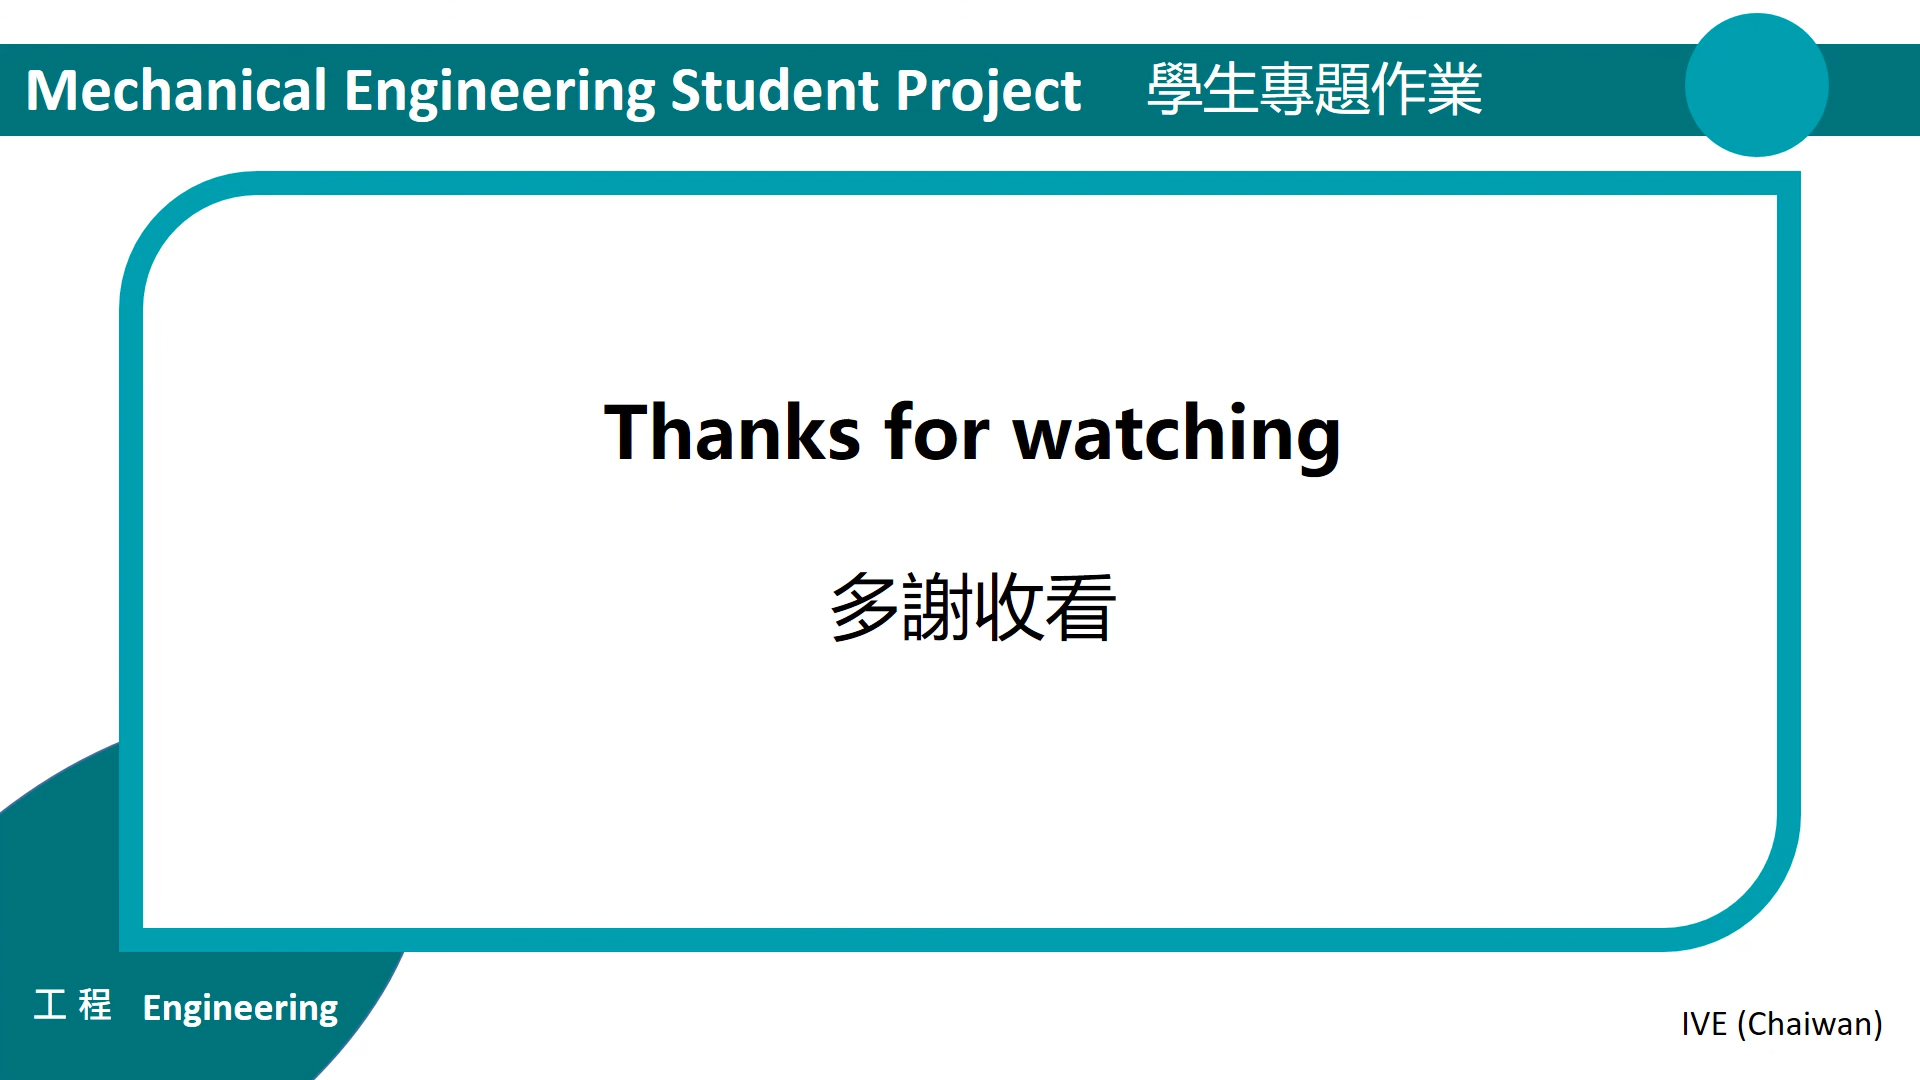 Mechanical Engineering Student Project 學生專題作業
Thanks for watching
多謝收看
工程 Engineering
IVE (Chaiwan)